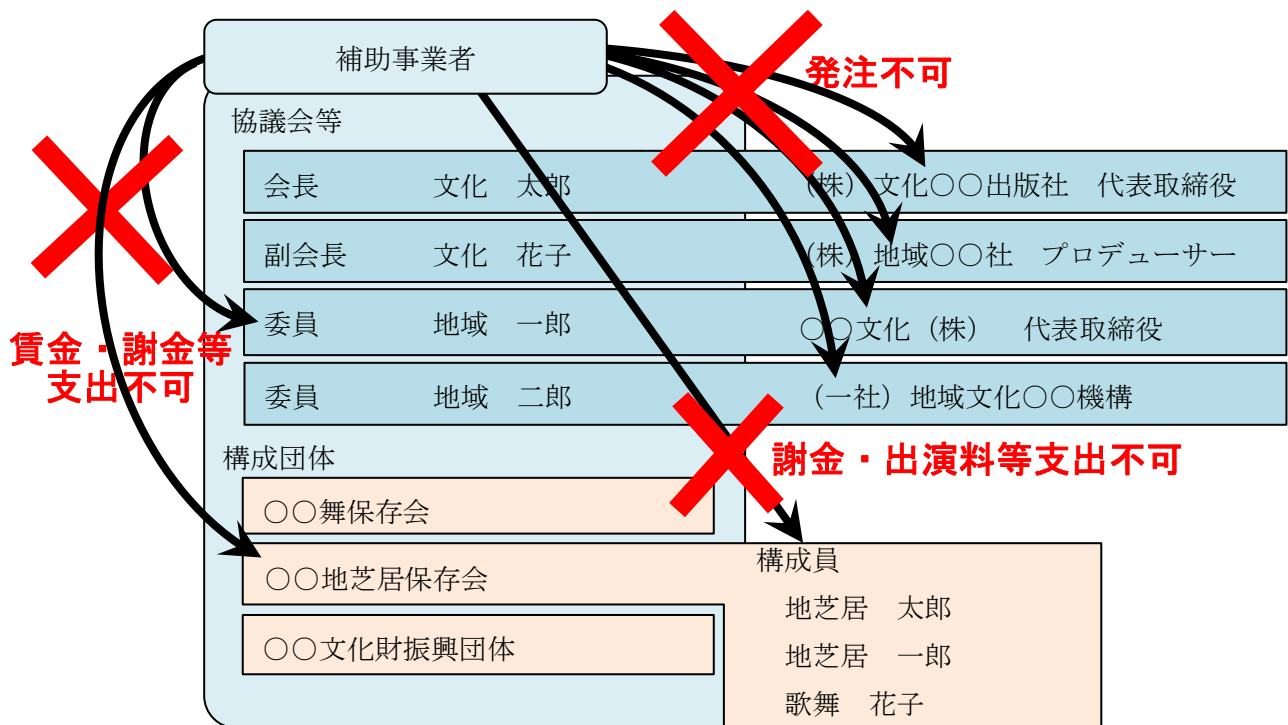 補助事業者
発注不可
協議会等
会長 文化 太郎 (株) 文化○○出版社 代表取締役
副会長 文化 花子 (株) 地域○○社 プロデューサー
委員 地域 一郎 ○○文化 (株) 代表取締役
賃金・謝金等
支出不可
委員 地域 二郎 (一社) 地域文化○○機構
構成団体
謝金・出演料等支出不可
○○舞保存会
○○地芝居保存会
○○文化財振興団体
構成員
地芝居 太郎
地芝居 一郎
歌舞 花子